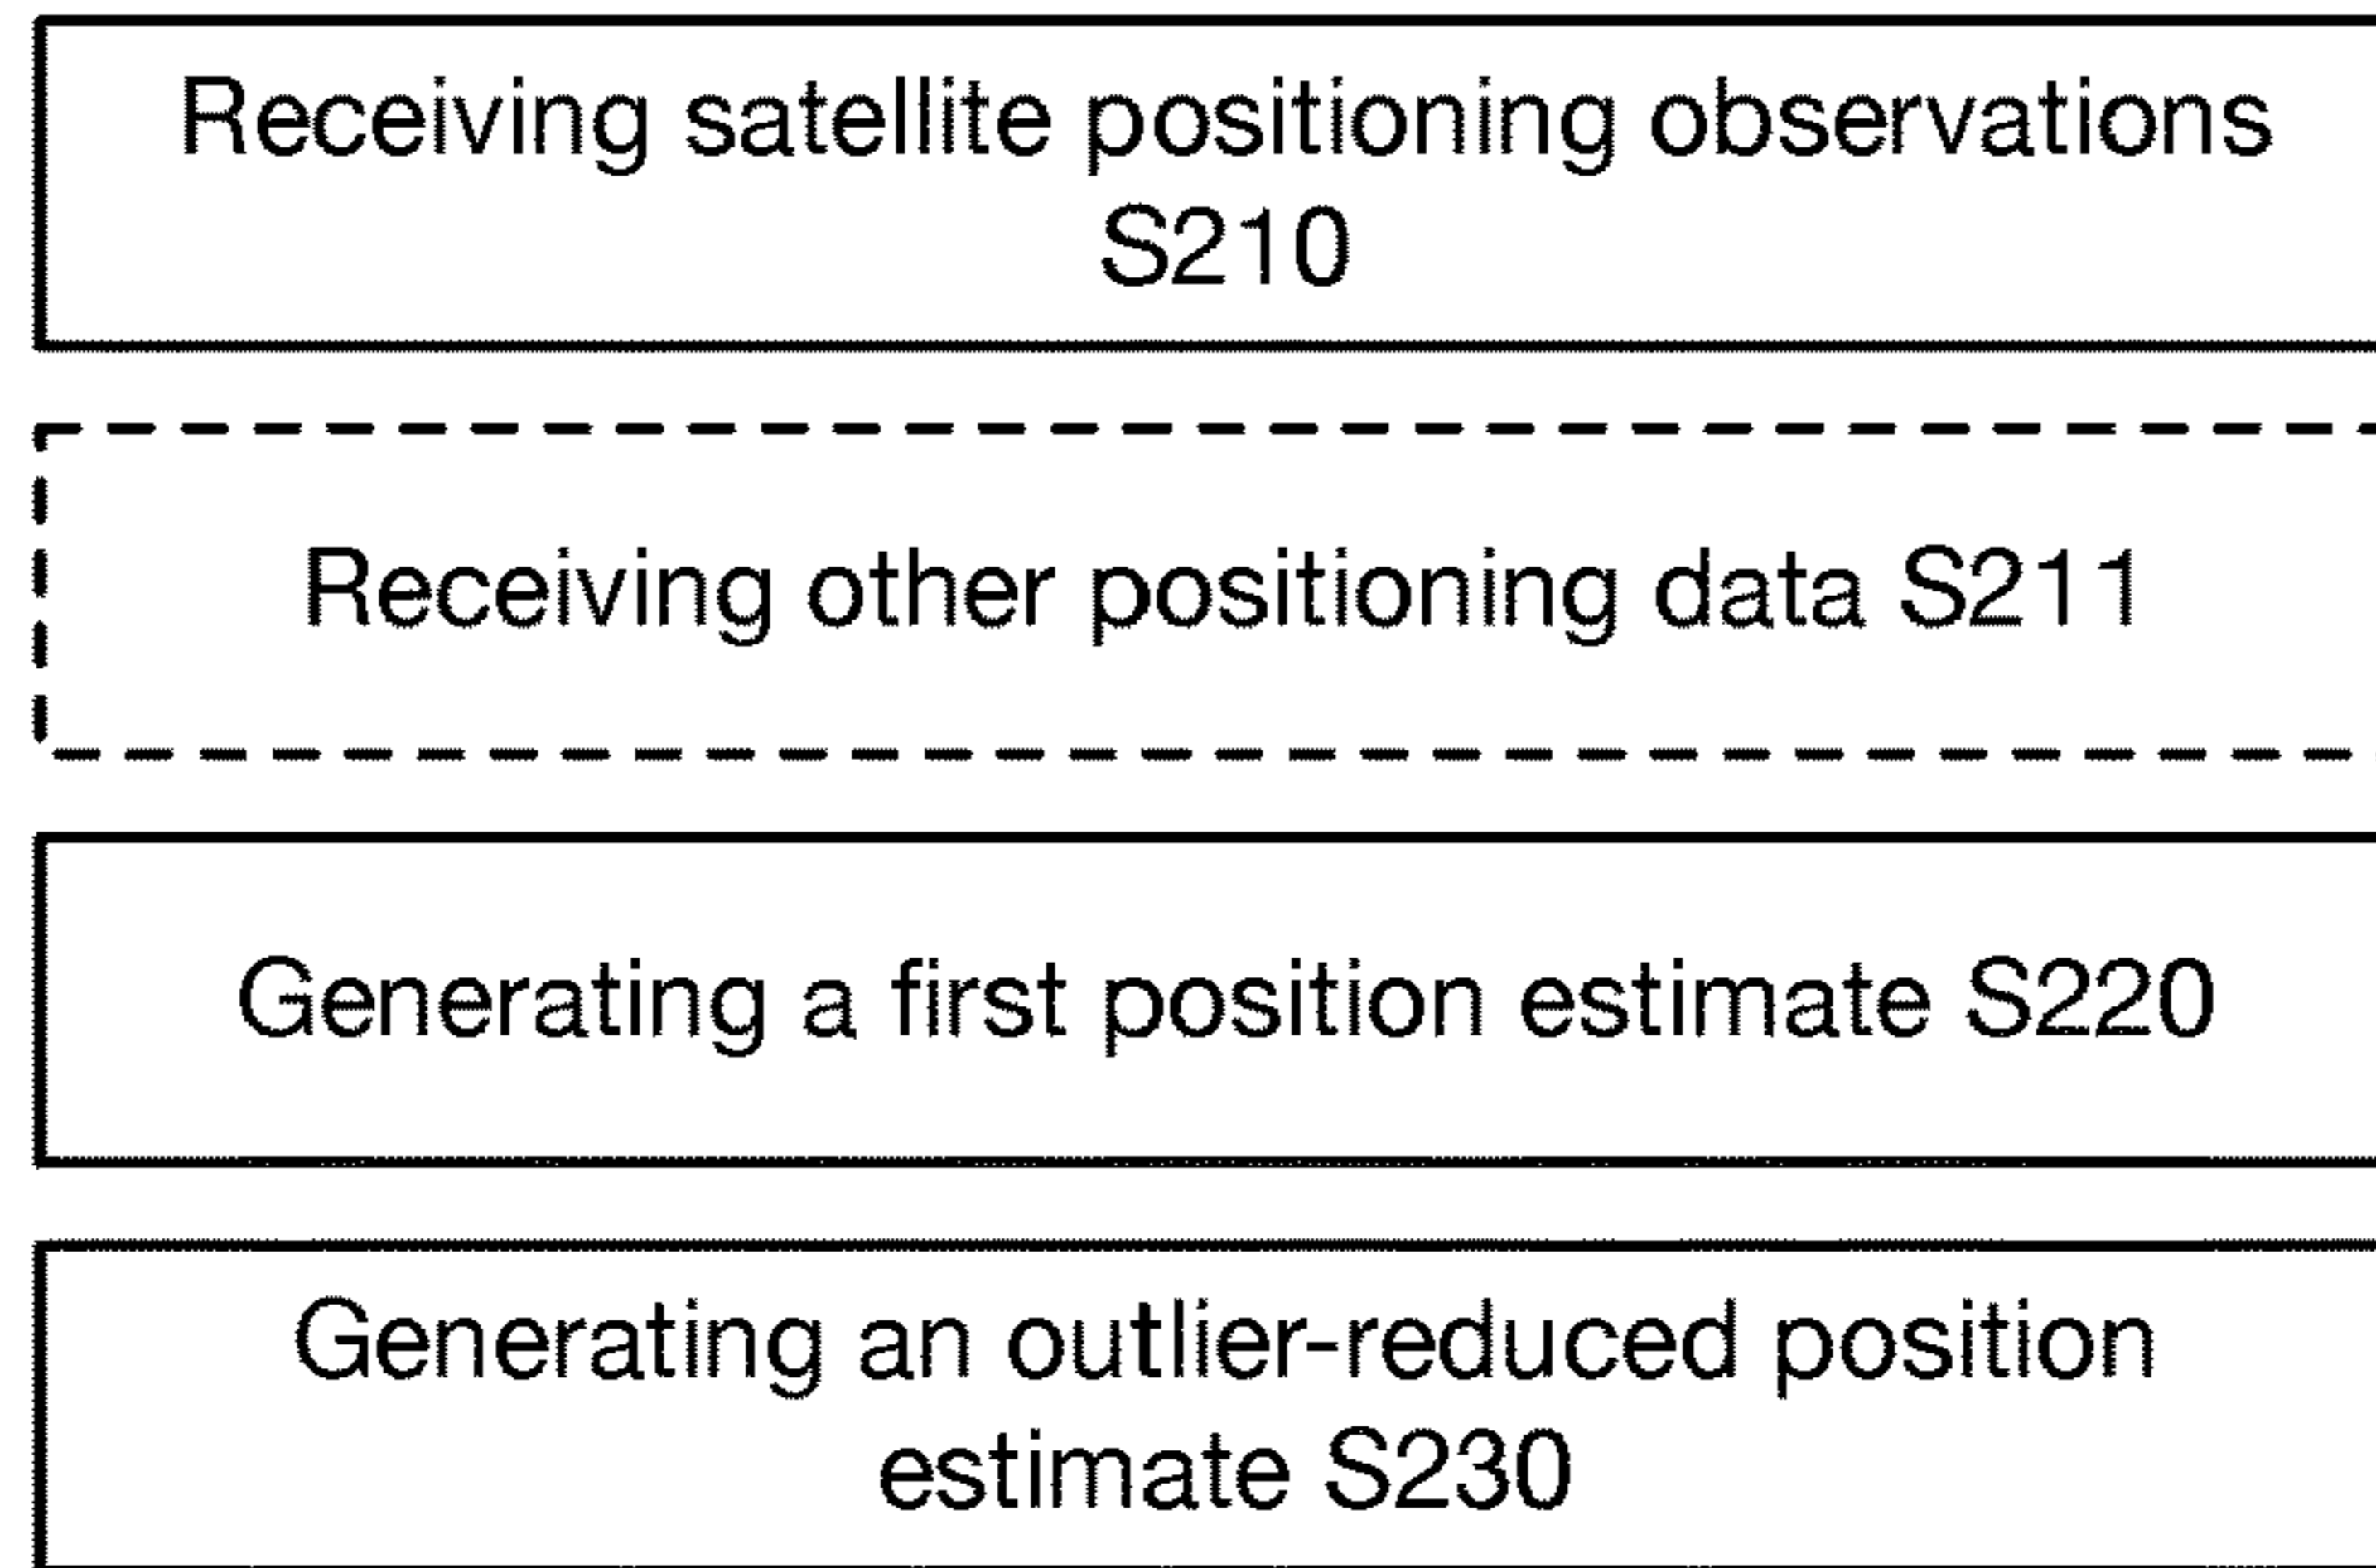 Receiving satellite positioning observations
S210
Receiving other positioning data S211
Generating a first position estimate S220
Generating an outlier-reduced position
estimate S230